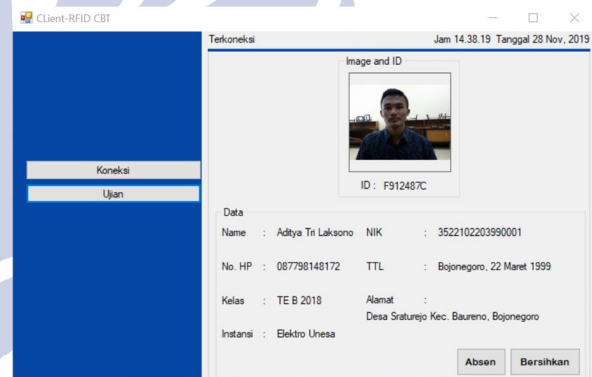 CLient-RFID CBT
Terkoneksi Jam 14.38.19 Tanggal 28 Nov, 2019
Image and ID
Koneksi
Ujian
ID : F912487C
Data
Name : Aditya Tri Laksono NIK : 3522102203990001
No. HP : 087798148172 TTL : Bojonegoro, 22 Maret 1999
Kelas : TE B 2018 Alamat :
Desa Sraturejo Kec. Baureno, Bojonegoro
Instansi : Elektro Unesa
Absen Bersihkan